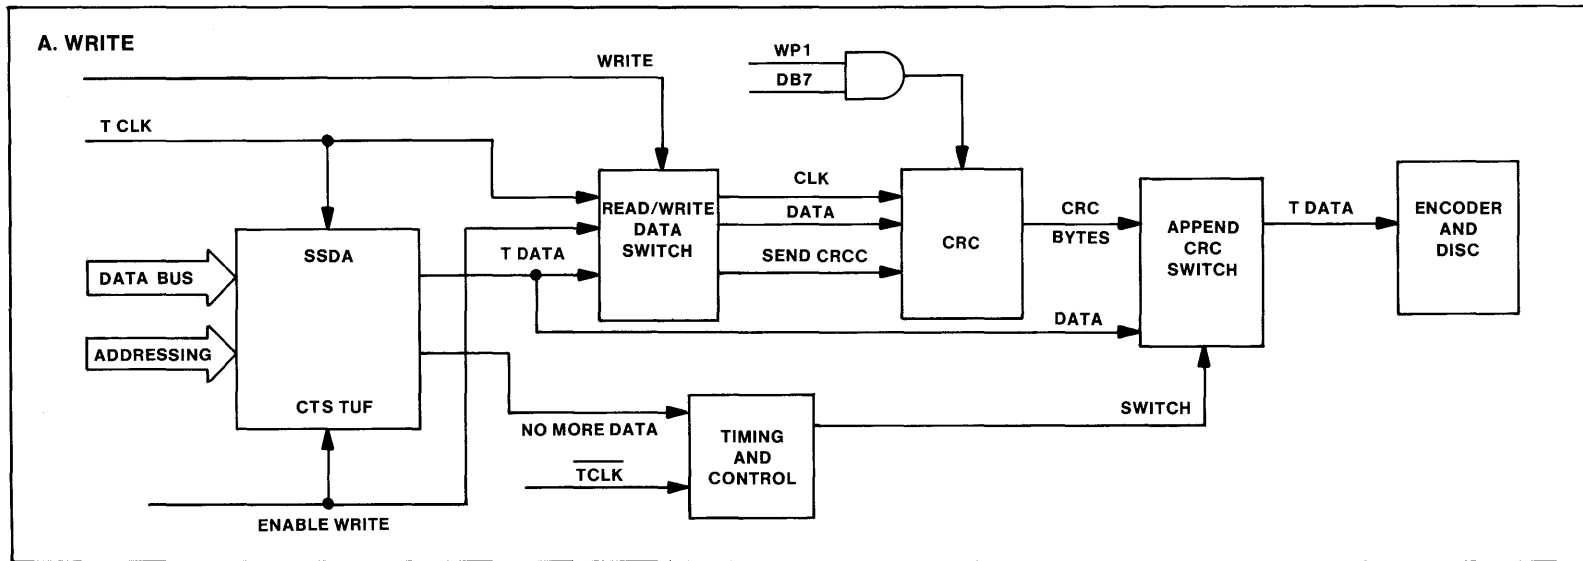 A. WRITE
WRITE
WP1
DB7
T CLK
READ/WRITE
DATA
SWITCH
CLK
DATA
SEND CRCC
CRC
CRC
BYTES
APPEND
CRC
SWITCH
T DATA
ENCODER
AND
DISC
SSDA
T DATA
DATA BUS
ADDRESSING
CTS TUF
DATA
NO MORE DATA
TCLK
TIMING
AND
CONTROL
SWITCH
ENABLE WRITE